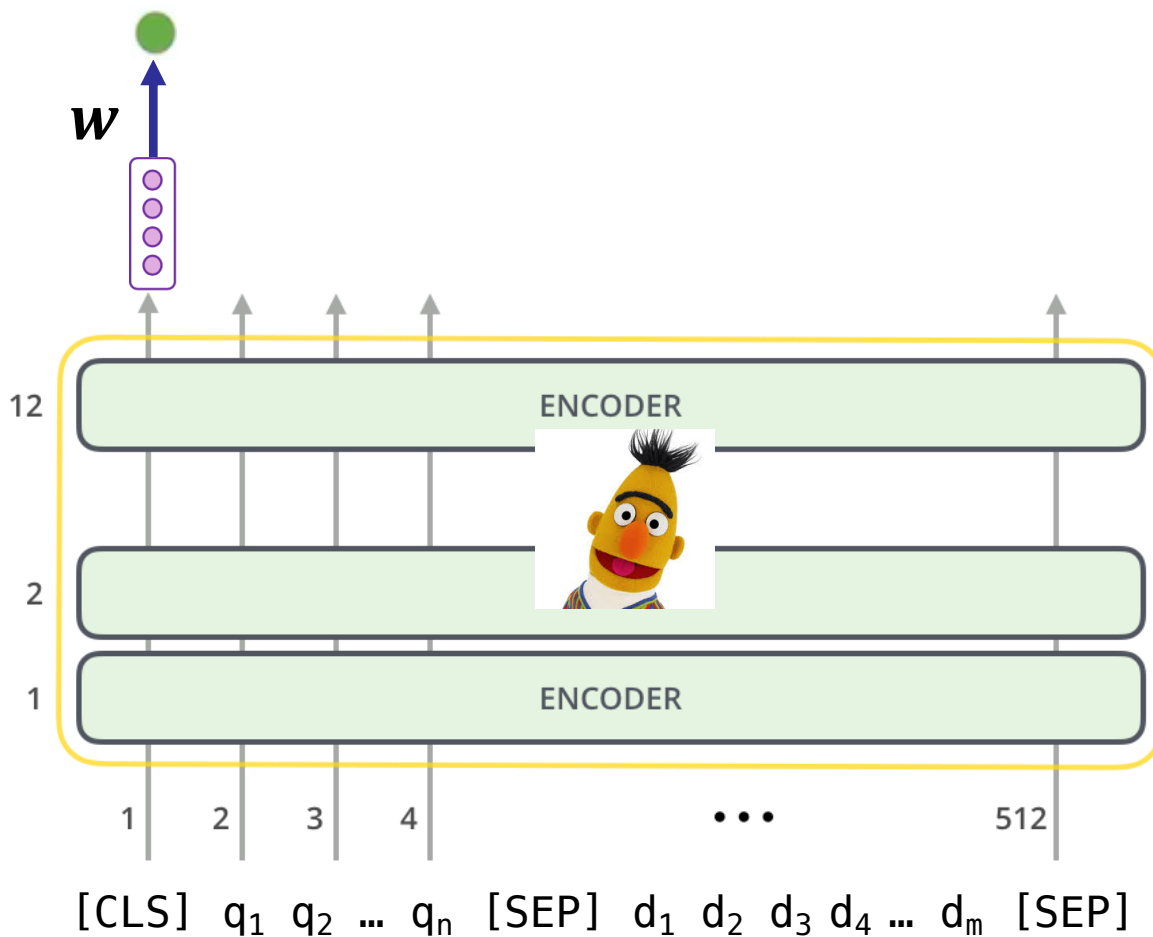 w
12 ENCODER
2
1 ENCODER
1 2 3 4 ... 512
[CLS] q₁ q₂ … qₙ [SEP] d₁ d₂ d₃ d₄ … dₘ [SEP]